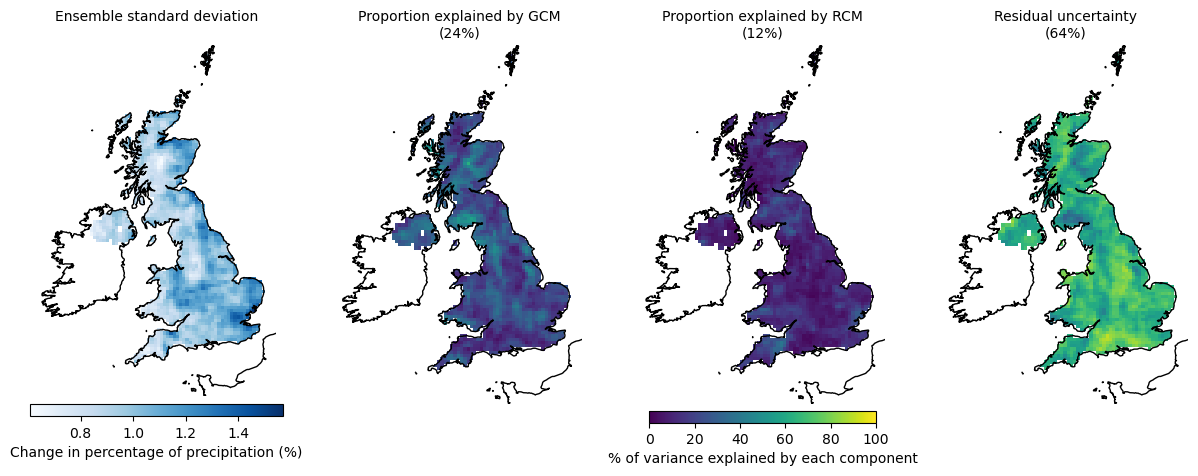 Ensemble standard deviation
Proportion explained by GCM
(24%)
Proportion explained by RCM
(12%)
Residual uncertainty
(64%)
0.8 1.0 1.2 1.4
Change in percentage of precipitation (%)
0 20 40 60 80 100
% of variance explained by each component